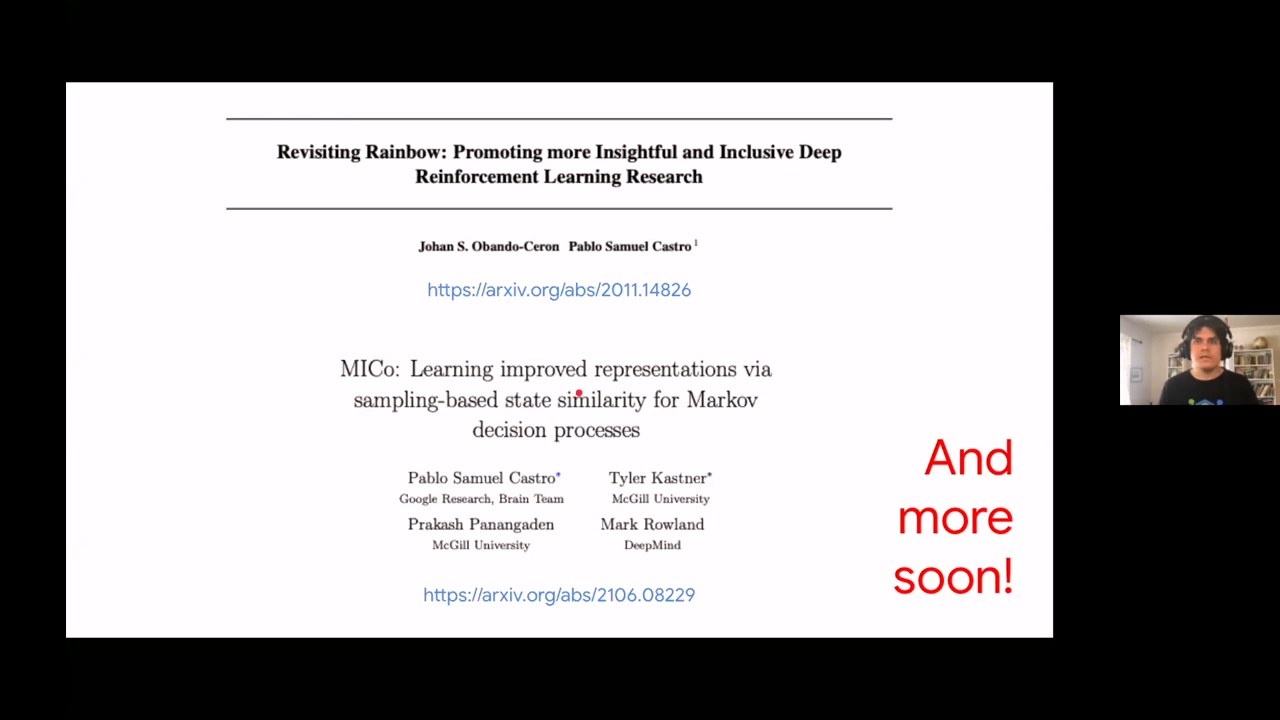 Revisiting Rainbow: Promoting more Insightful and Inclusive Deep
Reinforcement Learning Research
Johan S. Obando-Ceron Pablo Samuel Castro 1
https://arxiv.org/abs/2011.14826
MICo: Learning improved representations via
sampling-based state similarity for Markov
decision processes
Pablo Samuel Castro* Tyler Kastner*
Google Research, Brain Team McGill University
Prakash Panangaden Mark Rowland
McGill University DeepMind
https://arxiv.org/abs/2106.08229
And
more
soon!